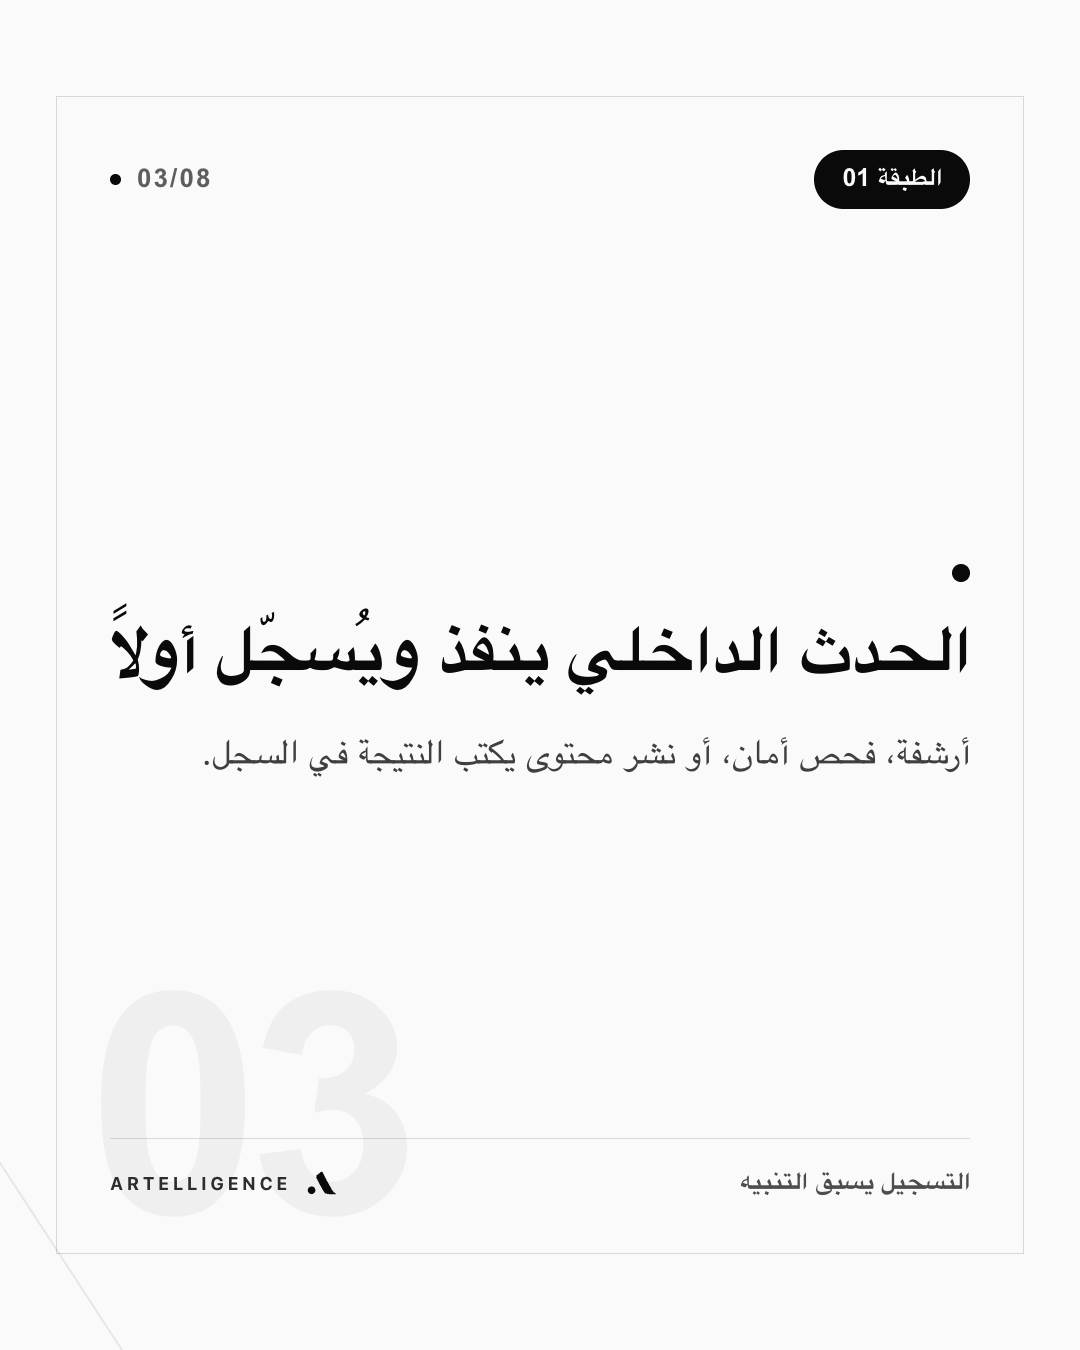 الطبقة 01
03/08
الحدث الداخلي ينفذ ويُسجّل أولاً
أرشفة، فحص أمان، أو نشر محتوى يكتب النتيجة في السجل.
03
التسجيل يسبق التنبيه
ARTELLIGENCE